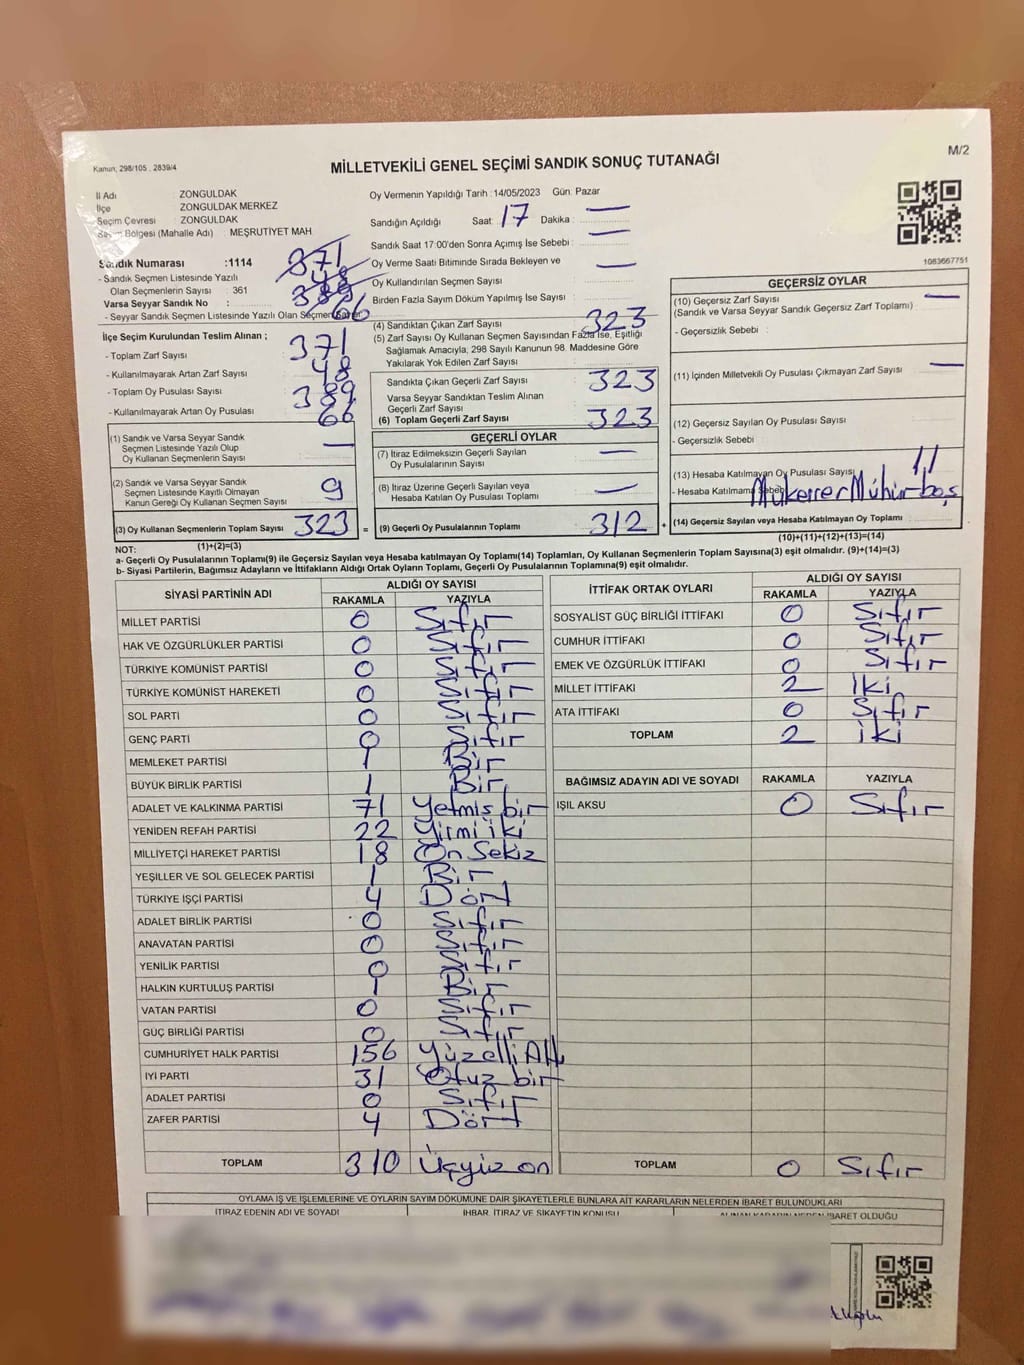 Kanun; 298/105 , 2839/4
MİLLETVEKİLİ GENEL SEÇİMİ SANDIK SONUÇ TUTANAĞI
M/2
İl Adı : ZONGULDAK
İlçe : ZONGULDAK MERKEZ
Seçim Çevresi : ZONGULDAK
Seçim Bölgesi (Mahalle Adı) : MEŞRUTİYET MAH
Sandık Numarası :1114
- Sandık Seçmen Listesinde Yazılı
Olan Seçmenlerin Sayısı : 361
Varsa Seyyar Sandık No :
- Seyyar Sandık Seçmen Listesinde Yazılı Olan Seçmen Sayısı
371
48
389
66
Oy Vermenin Yapıldığı Tarih : 14/05/2023 Gün: Pazar
Sandığın Açıldığı Saat: 17 Dakika :
Sandık Saat 17:00'den Sonra Açımış İse Sebebi :
Oy Verme Saati Bitiminde Sırada Bekleyen ve
Oy Kullandırılan Seçmen Sayısı
Birden Fazla Sayım Döküm Yapılmış İse Sayısı :
1083667751
İlçe Seçim Kurulundan Teslim Alınan ;
- Toplam Zarf Sayısı 371
- Kullanılmayarak Artan Zarf Sayısı 48
- Toplam Oy Pusulası Sayısı 389
- Kullanılmayarak Artan Oy Pusulası 66
(4) Sandıktan Çıkan Zarf Sayısı 323
(5) Zarf Sayısı Oy Kullanan Seçmen Sayısından Fazla İse, Eşitliği
Sağlamak Amacıyla, 298 Sayılı Kanunun 98. Maddesine Göre
Yakılarak Yok Edilen Zarf Sayısı :
Sandıkta Çıkan Geçerli Zarf Sayısı 323
Varsa Seyyar Sandıktan Teslim Alınan
Geçerli Zarf Sayısı
(6) Toplam Geçerli Zarf Sayısı 323
GEÇERSİZ OYLAR
(10) Geçersiz Zarf Sayısı
(Sandık ve Varsa Seyyar Sandık Geçersiz Zarf Toplamı)
- Geçersizlik Sebebi :
(11) İçinden Milletvekili Oy Pusulası Çıkmayan Zarf Sayısı
(12) Geçersiz Sayılan Oy Pusulası Sayısı
- Geçersizlik Sebebi
(13) Hesaba Katılmayan Oy Pusulası Sayısı 11
- Hesaba Katılmama Sebebi Mükerrer Mühür boş
(14) Geçersiz Sayılan veya Hesaba Katılmayan Oy Toplamı
(10)+(11)+(12)+(13)=(14)
(1) Sandık ve Varsa Seyyar Sandık
Seçmen Listesinde Yazılı Olup
Oy Kullanan Seçmenlerin Sayısı
(2) Sandık ve Varsa Seyyar Sandık
Seçmen Listesinde Kayıtlı Olmayan
Kanun Gereği Oy Kullanan Seçmen Sayısı 9
(3) Oy Kullanan Seçmenlerin Toplam Sayısı 323 =
(1)+(2)=(3)
GEÇERLİ OYLAR
(7) İtiraz Edilmeksizin Geçerli Sayılan
Oy Pusulalarının Sayısı
(8) İtiraz Üzerine Geçerli Sayılan veya
Hesaba Katılan Oy Pusulası Toplamı
(9) Geçerli Oy Pusulalarının Toplamı 312 +
NOT:
a- Geçerli Oy Pusulalarının Toplamı(9) ile Geçersiz Sayılan veya Hesaba katılmayan Oy Toplamı(14) Toplamları, Oy Kullanan Seçmenlerin Toplam Sayısına(3) eşit olmalıdır. (9)+(14)=(3)
b- Siyasi Partilerin, Bağımsız Adayların ve İttifakların Aldığı Ortak Oyların Toplamı, Geçerli Oy Pusulalarının Toplamına(9) eşit olmalıdır.
SİYASİ PARTİNİN ADI ALDIĞI OY SAYISI
RAKAMLA YAZIYLA
MİLLET PARTİSİ 0 Sıfır
HAK VE ÖZGÜRLÜKLER PARTİSİ 0 Sıfır
TÜRKİYE KOMÜNİST PARTİSİ 0 Sıfır
TÜRKİYE KOMÜNİST HAREKETİ 0 Sıfır
SOL PARTİ 0 Sıfır
GENÇ PARTİ 0 Sıfır
MEMLEKET PARTİSİ 1 Bir
BÜYÜK BİRLİK PARTİSİ 1 Bir
ADALET VE KALKINMA PARTİSİ 71 Yetmiş bir
YENİDEN REFAH PARTİSİ 22 Yirmi iki
MİLLİYETÇİ HAREKET PARTİSİ 18 On Sekiz
YEŞİLLER VE SOL GELECEK PARTİSİ 1 Bir
TÜRKİYE İŞÇİ PARTİSİ 4 Dört
ADALET BİRLİK PARTİSİ 0 Sıfır
ANAVATAN PARTİSİ 0 Sıfır
YENİLİK PARTİSİ 0 Sıfır
HALKIN KURTULUŞ PARTİSİ 1 Bir
VATAN PARTİSİ 0 Sıfır
GÜÇ BİRLİĞİ PARTİSİ 0 Sıfır
CUMHURİYET HALK PARTİSİ 156 Yüzelli Altı
İYİ PARTİ 31 Otuz bir
ADALET PARTİSİ 0 Sıfır
ZAFER PARTİSİ 4 Dört
TOPLAM 310 Üçyüz on
İTTİFAK ORTAK OYLARI ALDIĞI OY SAYISI
RAKAMLA YAZIYLA
SOSYALİST GÜÇ BİRLİĞİ İTTİFAKI 0 Sıfır
CUMHUR İTTİFAKI 0 Sıfır
EMEK VE ÖZGÜRLÜK İTTİFAKI 0 Sıfır
MİLLET İTTİFAKI 2 İki
ATA İTTİFAKI 0 Sıfır
TOPLAM 2 iki
BAĞIMSIZ ADAYIN ADI VE SOYADI RAKAMLA YAZIYLA
IŞIL AKSU 0 Sıfır
TOPLAM 0 Sıfır
OYLAMA İŞ VE İŞLEMLERİNE VE OYLARIN SAYIM DÖKÜMÜNE DAİR ŞİKAYETLERLE BUNLARA AİT KARARLARIN NELERDEN İBARET BULUNDUKLARI
İTİRAZ EDENİN ADI VE SOYADI İHBAR, İTİRAZ VE ŞİKAYETİN KONUSU ALINAN KARARIN NEDEN İBARET OLDUĞU